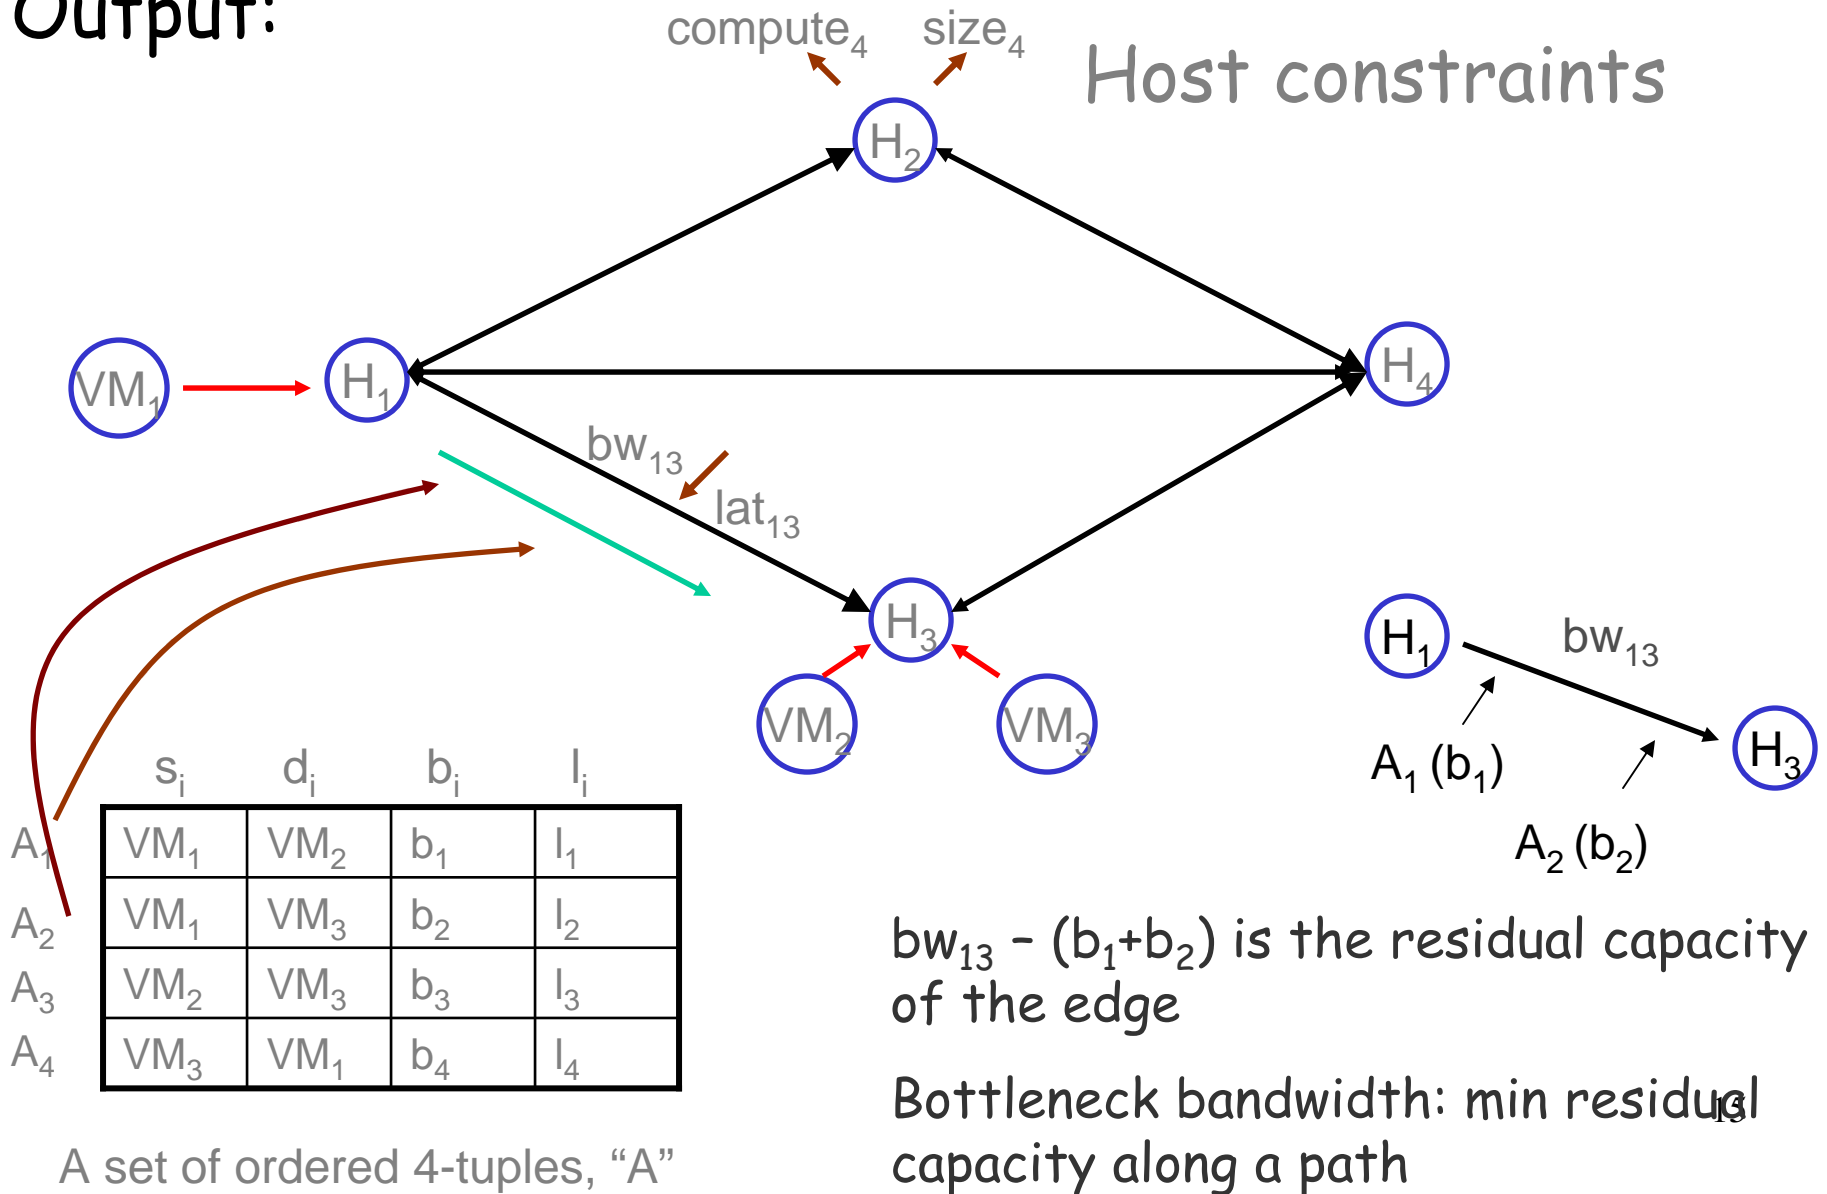 Output:
compute4 size4
Host constraints
H2
VM1 H1 H4
bw13
lat13
H3
VM2 VM3
H1 bw13
H3
A1 (b1)
A2 (b2)
si di bi li
A1 VM1 VM2 b1 l1
A2 VM1 VM3 b2 l2
A3 VM2 VM3 b3 l3
A4 VM3 VM1 b4 l4
A set of ordered 4-tuples, “A”
bw13 – (b1+b2) is the residual capacity
of the edge
Bottleneck bandwidth: min residual
capacity along a path
15